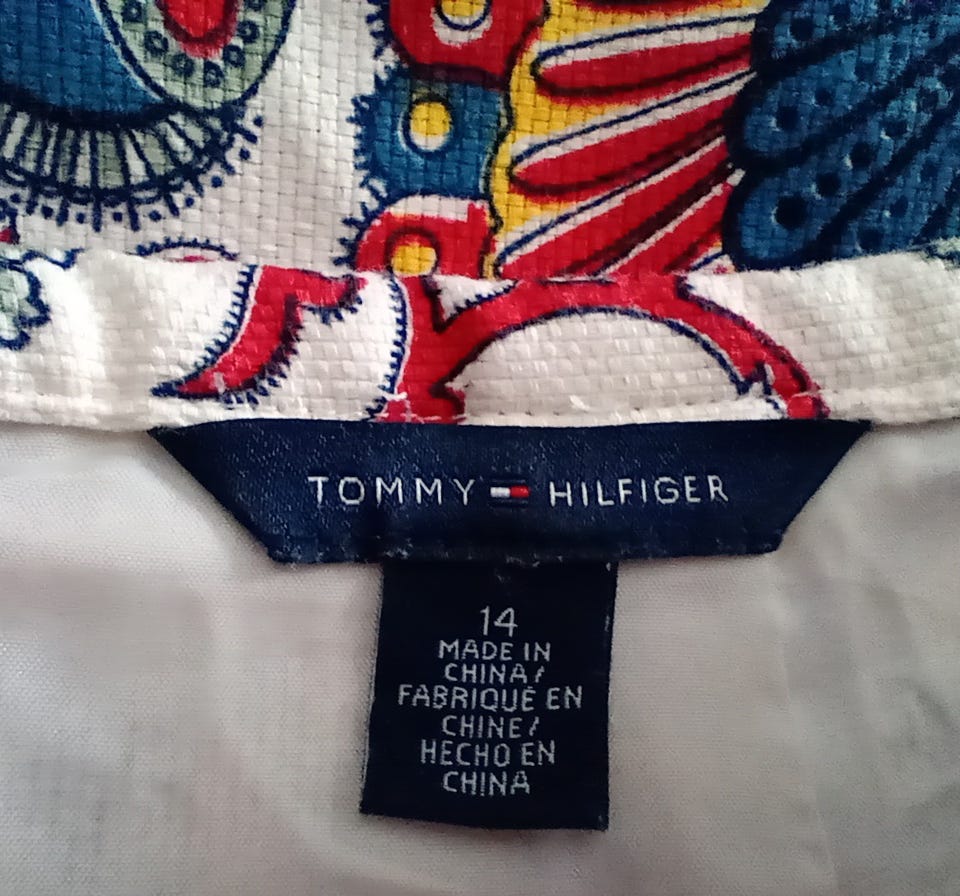 TOMMY HILFIGER
14
MADE IN
CHINA/
FABRIQUÉ EN
CHINE/
HECHO EN
CHINA